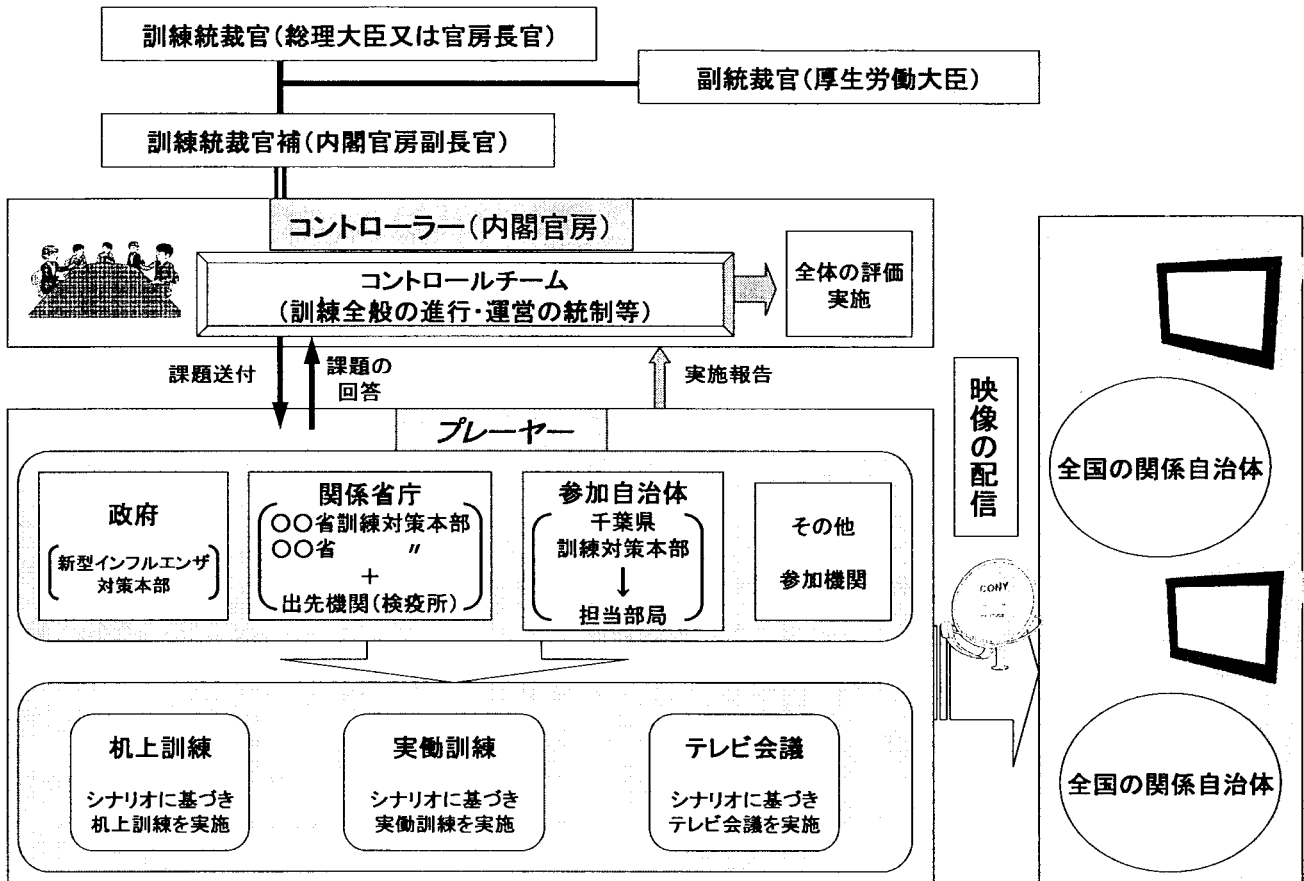 訓練統裁官(総理大臣又は官房長官)
副統裁官(厚生労働大臣)
訓練統裁官補(内閣官房副長官)
コントローラー(内閣官房)
コントロールチーム
(訓練全般の進行・運営の統制等)
全体の評価
実施
課題送付
課題の
回答
実施報告
プレーヤー
政府
新型インフルエンザ
対策本部
関係省庁
○○省訓練対策本部
○○省 〃
+
出先機関(検疫所)
参加自治体
千葉県
訓練対策本部
↓
担当部局
その他
参加機関
机上訓練
シナリオに基づき
机上訓練を実施
実働訓練
シナリオに基づき
実働訓練を実施
テレビ会議
シナリオに基づき
テレビ会議を実施
映像の配信
CONY
全国の関係自治体
全国の関係自治体